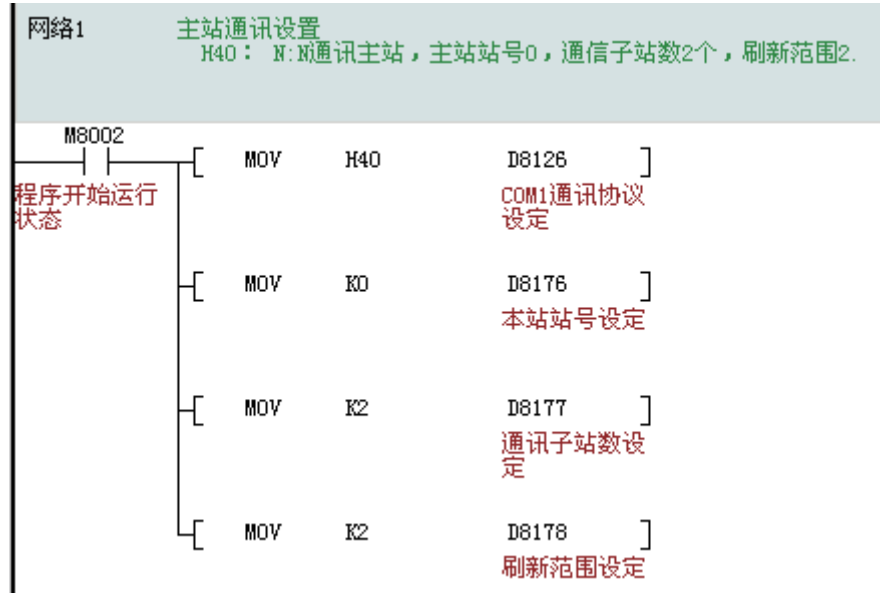 网络1 主站通讯设置
H40： N:N通讯主站，主站站号0，通信子站数2个，刷新范围2.
M8002
MOV H40 D8126
程序开始运行
状态
COM1通讯协议
设定
MOV K0 D8176
本站站号设定
MOV K2 D8177
通讯子站数设
定
MOV K2 D8178
刷新范围设定